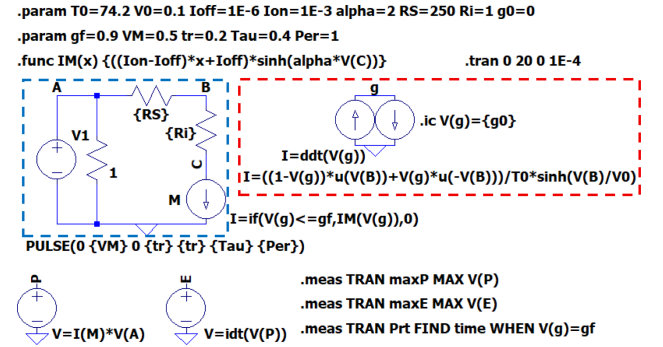 .param T0=74.2 V0=0.1 Ioff=1E-6 Ion=1E-3 alpha=2 RS=250 Ri=1 g0=0
.param gf=0.9 VM=0.5 tr=0.2 Tau=0.4 Per=1
.func IM(x) {((Ion-Ioff)*x+Ioff)*sinh(alpha*V(C))}
.tran 0 20 0 1E-4
A
B
{RS}
V1
{Ri}
1
C
M
g
.ic V(g)={g0}
I=ddt(V(g))
I=((1-V(g))*u(V(B))+V(g)*u(-V(B)))/T0*sinh(V(B)/V0)
I=if(V(g)<=gf,IM(V(g)),0)
PULSE(0 {VM} 0 {tr} {tr} {Tau} {Per})
P
V=I(M)*V(A)
E
V=idt(V(P))
.meas TRAN maxP MAX V(P)
.meas TRAN maxE MAX V(E)
.meas TRAN Prt FIND time WHEN V(g)=gf